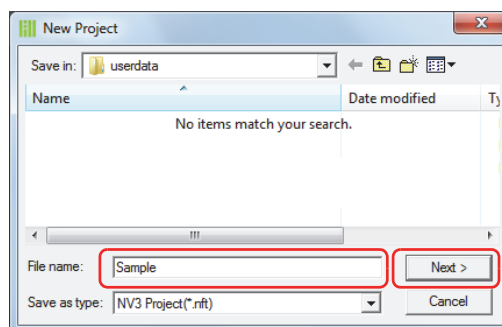 New Project
Save in: userdata
Name Date modified Ty
No items match your search.
File name: Sample Next >
Save as type: NV3 Project(*.nft) Cancel